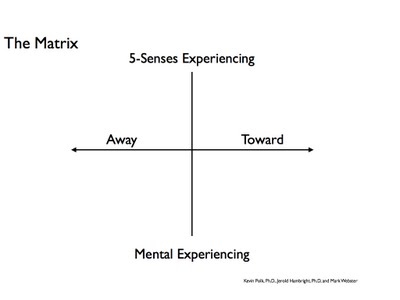 The Matrix
5-Senses Experiencing
Away
Toward
Mental Experiencing
Kevin Polk, Ph.D., Jerold Hambright, Ph.D, and Mark Webster